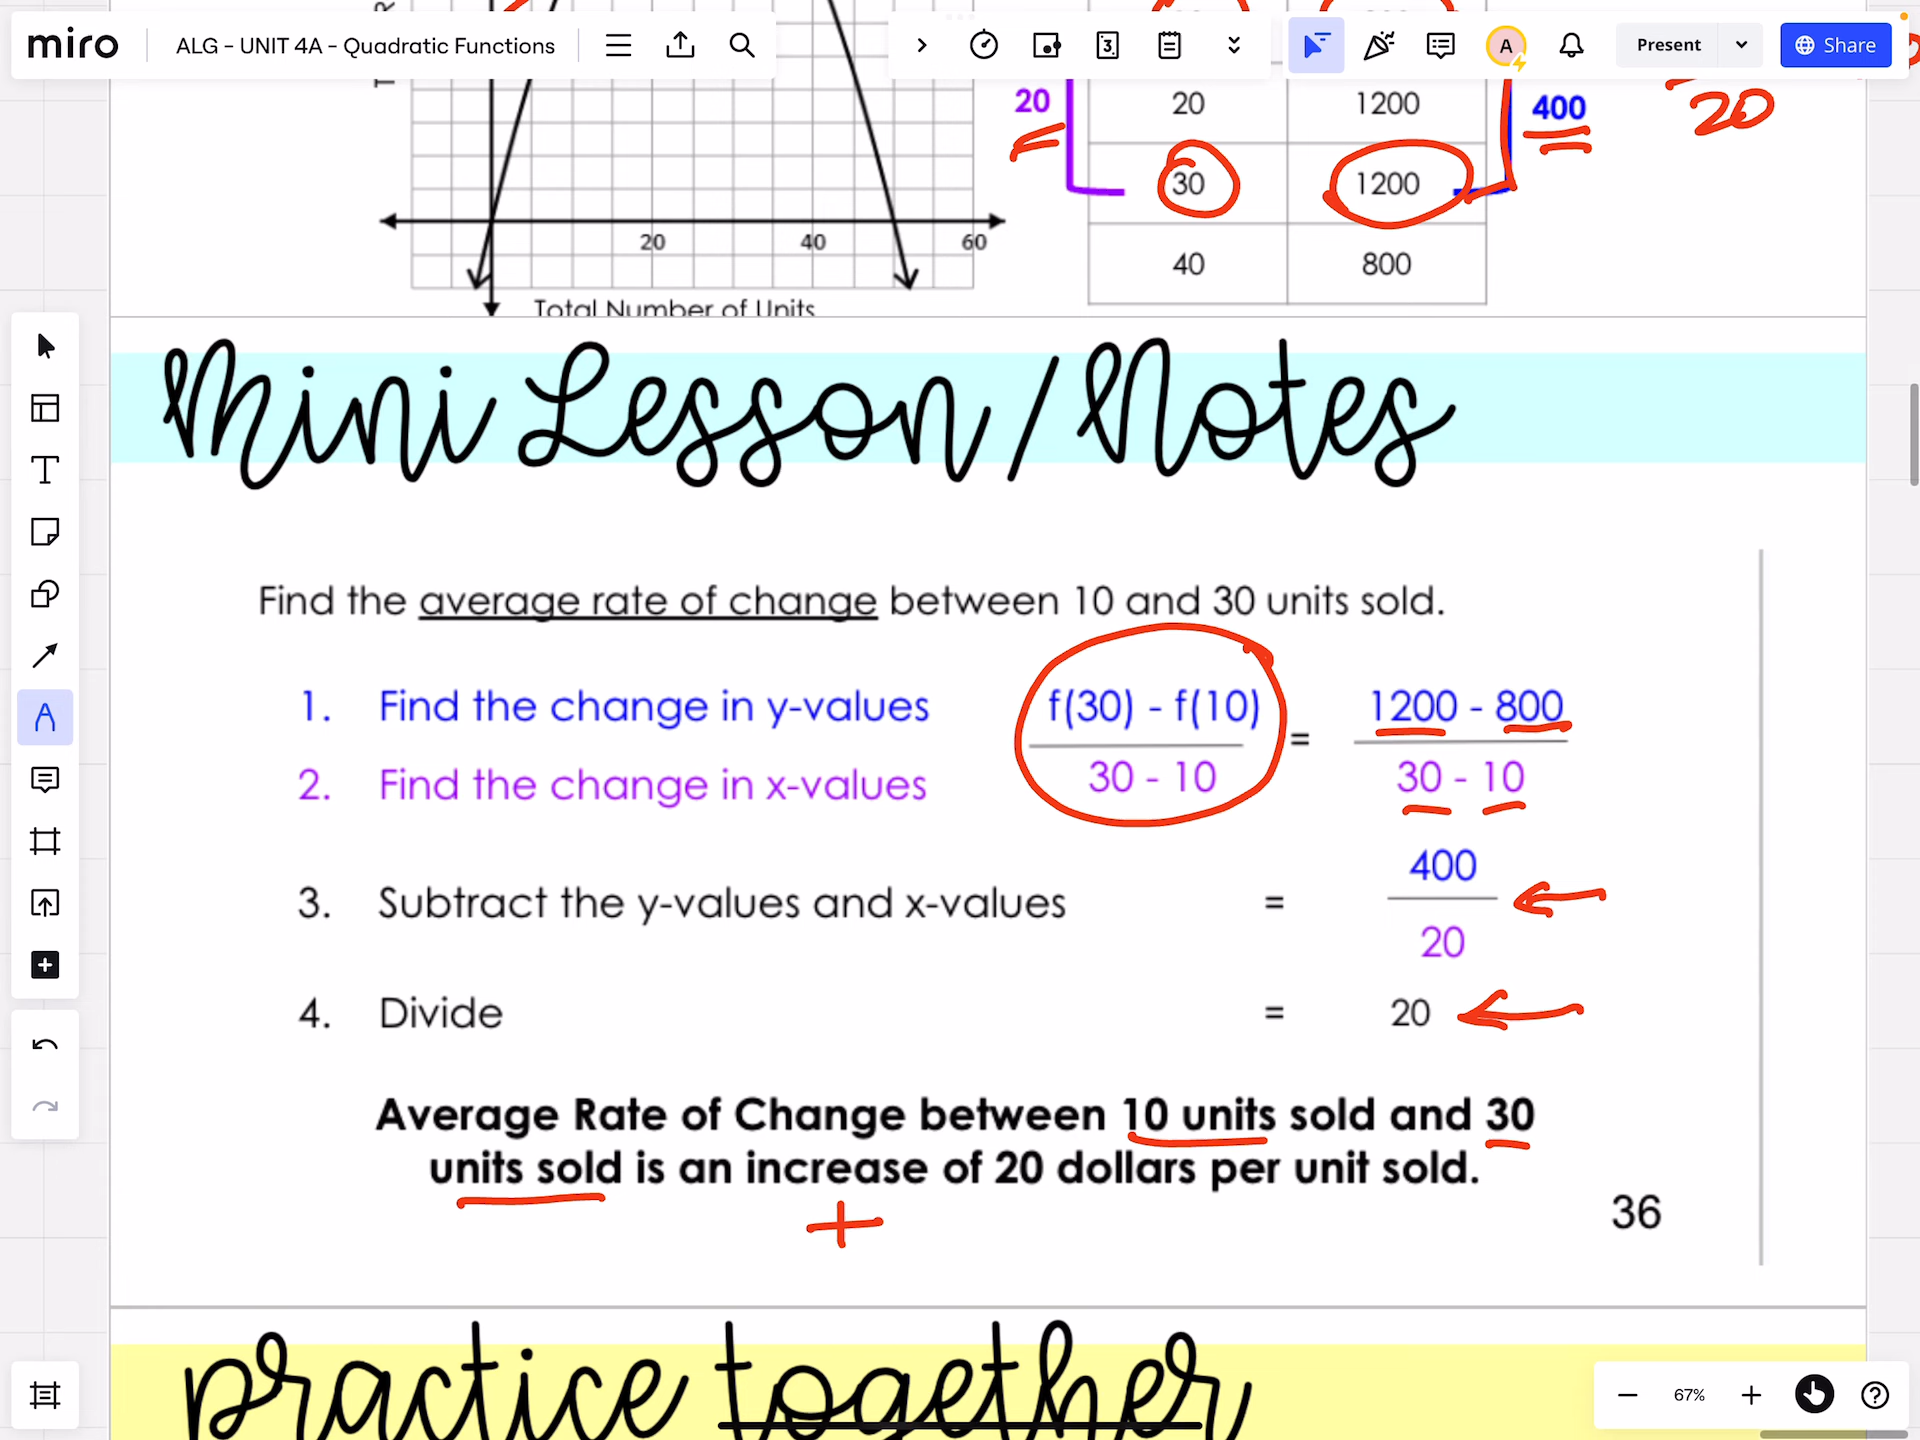 miro
ALG - UNIT 4A - Quadratic Functions
3
A
Present
Share
20
20
1200
400
20
30
1200
40
800
20
40
60
Total Number of Units
Mini Lesson/Notes
Find the average rate of change between 10 and 30 units sold.
1. Find the change in y-values
f(30) - f(10)
30 - 10
=
1200 - 800
30 - 10
2. Find the change in x-values
3. Subtract the y-values and x-values
=
400
20
4. Divide
=
20
Average Rate of Change between 10 units sold and 30
units sold is an increase of 20 dollars per unit sold.
+
36
practice together
67%